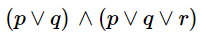 (p ∨ q) ∧ (p ∨ q ∨ r)